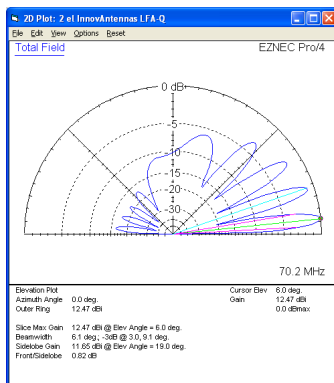 2D Plot: 2 el InnovAntennas LFA-Q
File Edit View Options Reset
Total Field EZNEC Pro/4
0 dB
-5
-10
-15
-20
-30
70.2 MHz
Elevation Plot Cursor Elev 6.0 deg.
Azimuth Angle 0.0 deg. Gain 12.47 dBi
Outer Ring 12.47 dBi 0.0 dBmax
Slice Max Gain 12.47 dBi @ Elev Angle = 6.0 deg.
Beamwidth 6.1 deg.; -3dB @ 3.0, 9.1 deg.
Sidelobe Gain 11.65 dBi @ Elev Angle = 19.0 deg.
Front/Sidelobe 0.82 dB